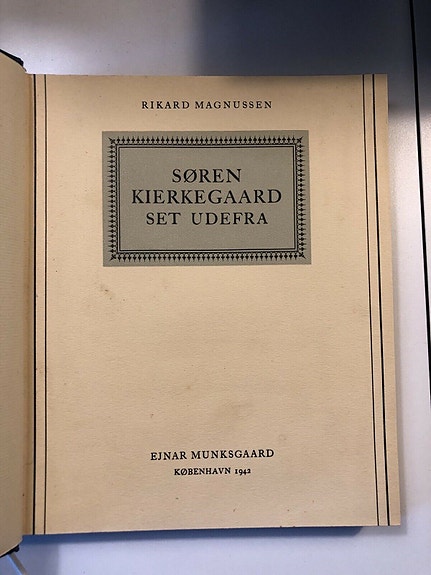 RIKARD MAGNUSSEN
SØREN
KIERKEGAARD
SET UDEFRA
EJNAR MUNKSGAARD
KØBENHAVN 1942